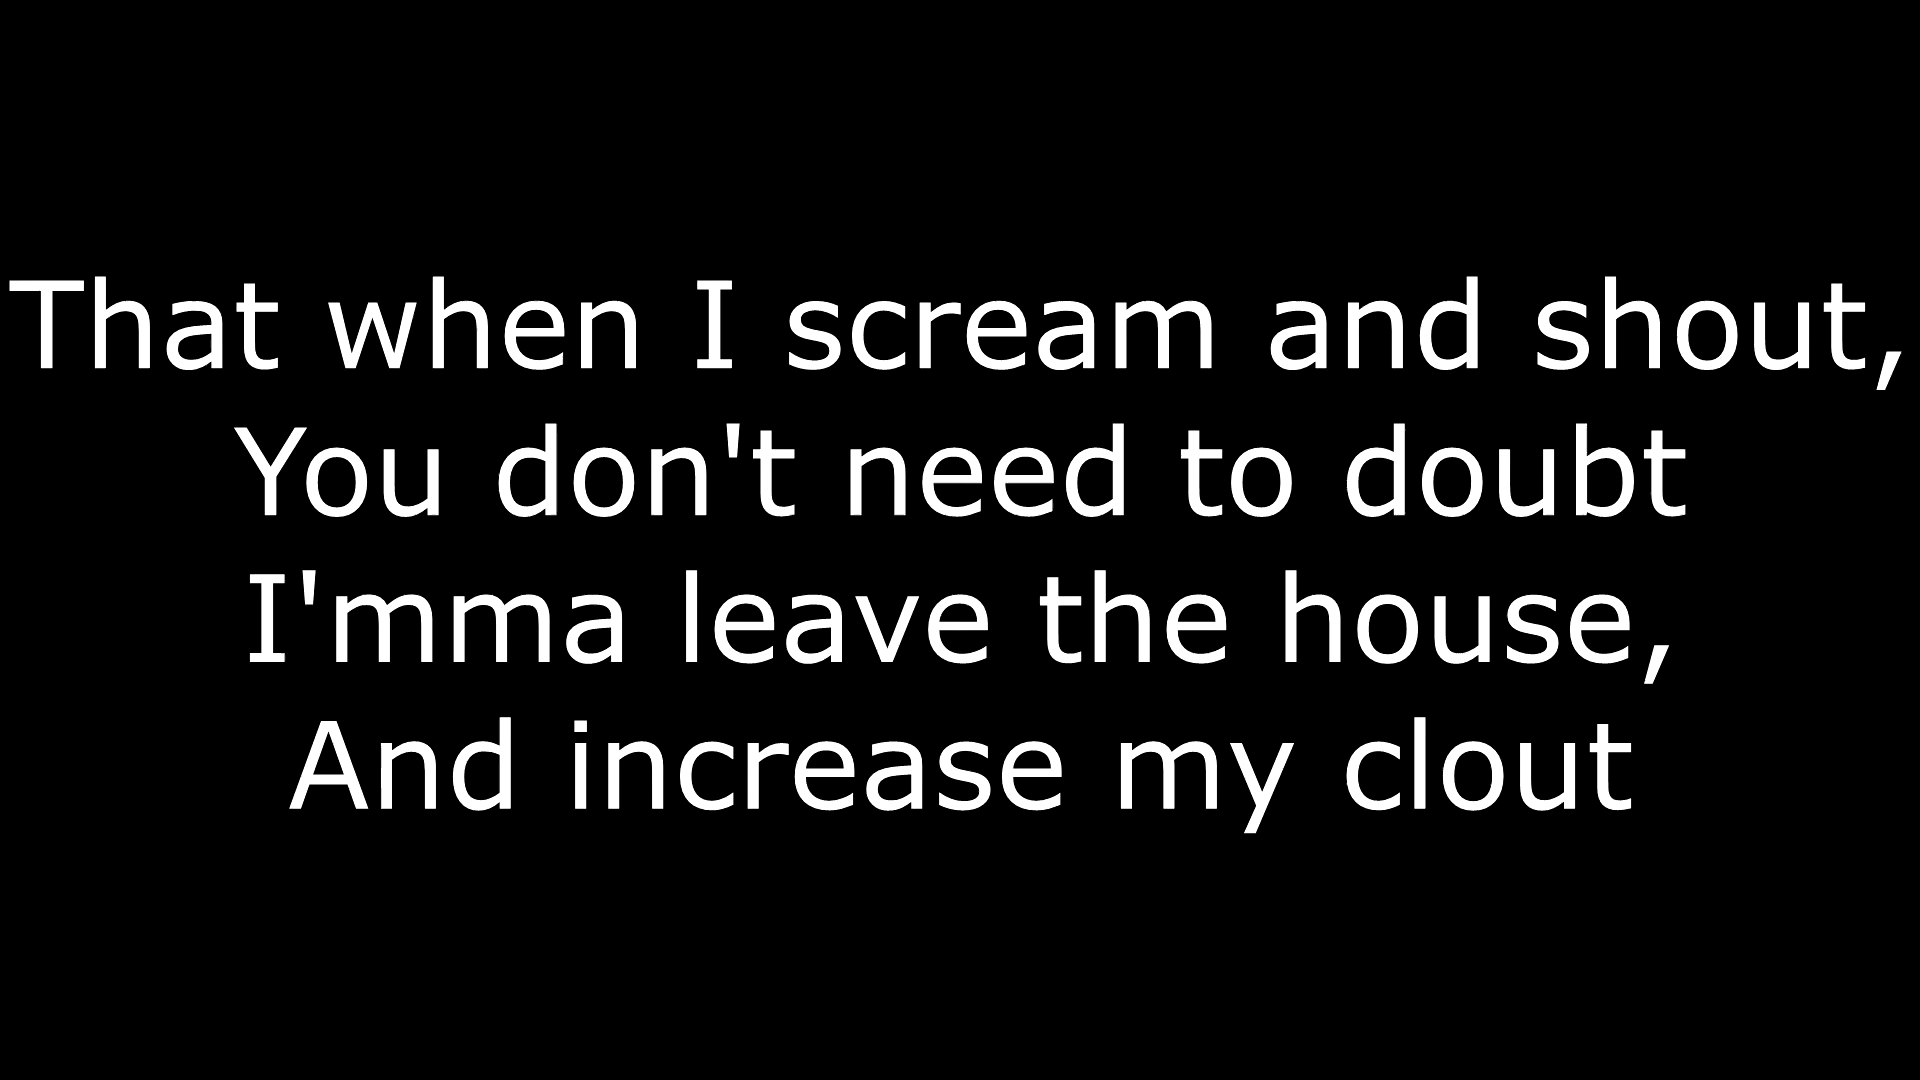 That when I scream and shout,
You don't need to doubt
I'mma leave the house,
And increase my clout